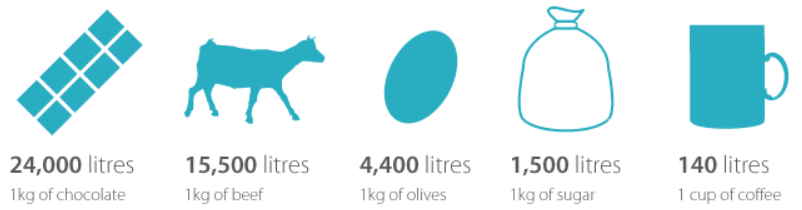 24,000 litres
1kg of chocolate
15,500 litres
1kg of beef
4,400 litres
1kg of olives
1,500 litres
1kg of sugar
140 litres
1 cup of coffee